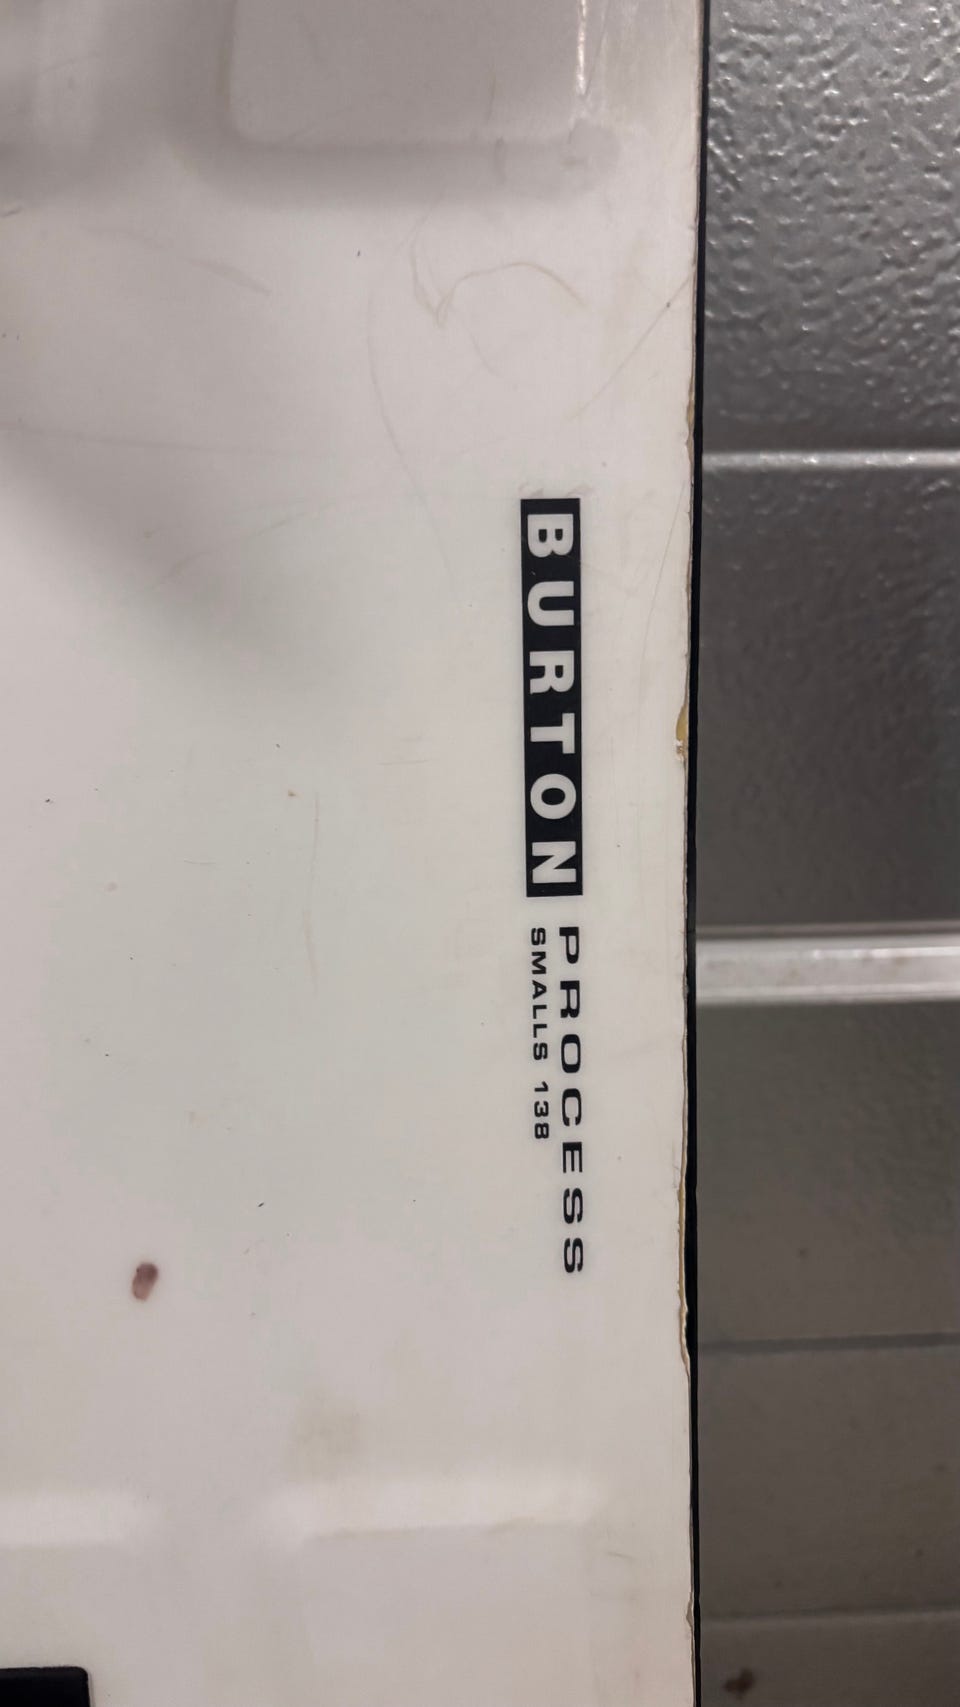 BURTON
PROCESS
SMALLS 138